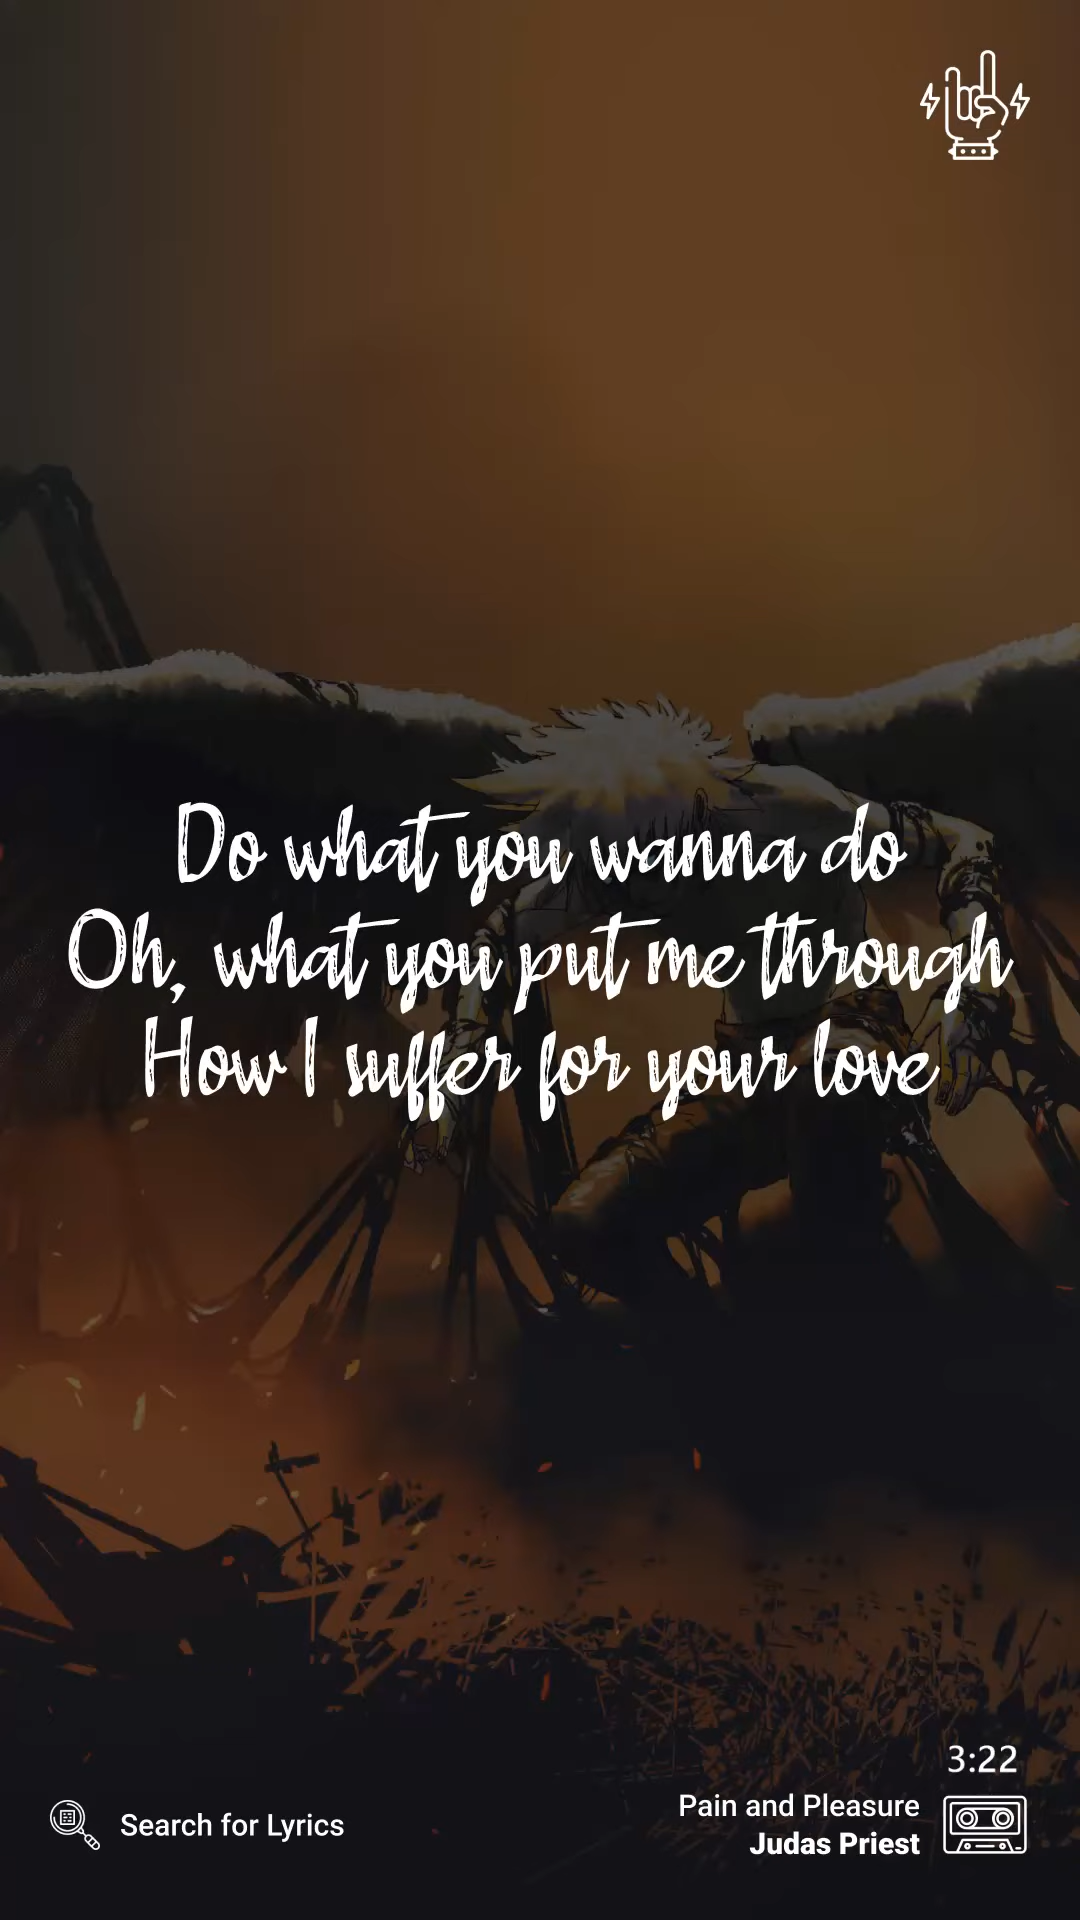 Do what you wanna do
Oh, what you put me through
How I suffer for your love
3:22
Search for Lyrics
Pain and Pleasure
Judas Priest